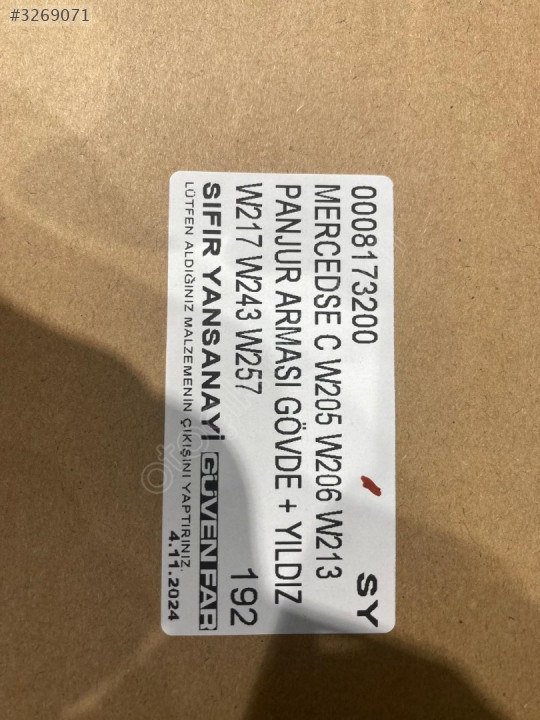 #3269071
0008173200
SY
MERCEDSE C W205 W206 W213
PANJUR ARMASI GÖVDE + YILDIZ
W217 W243 W257
192
SIFIR YANSANAYİ GÜVEN FAR
LÜTFEN ALDIĞINIZ MALZEMENİN ÇIKIŞINI YAPTIRINIZ.
4.11.2024